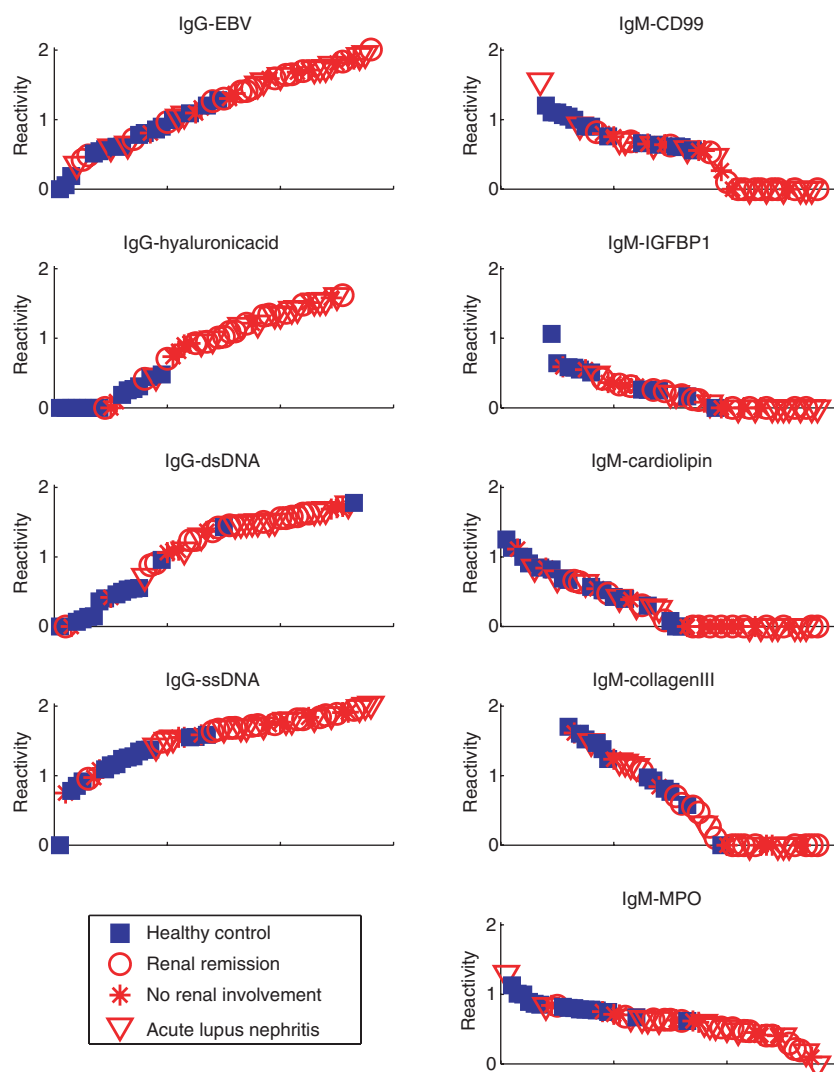 IgG-EBV
2
1
0
Reactivity
IgG-hyaluronicacid
2
1
0
Reactivity
IgG-dsDNA
2
1
0
Reactivity
IgG-ssDNA
2
1
0
Reactivity
Healthy control
Renal remission
No renal involvement
Acute lupus nephritis
IgM-CD99
2
1
0
Reactivity
IgM-IGFBP1
2
1
0
Reactivity
IgM-cardiolipin
2
1
0
Reactivity
IgM-collagenIII
2
1
0
Reactivity
IgM-MPO
2
1
0
Reactivity